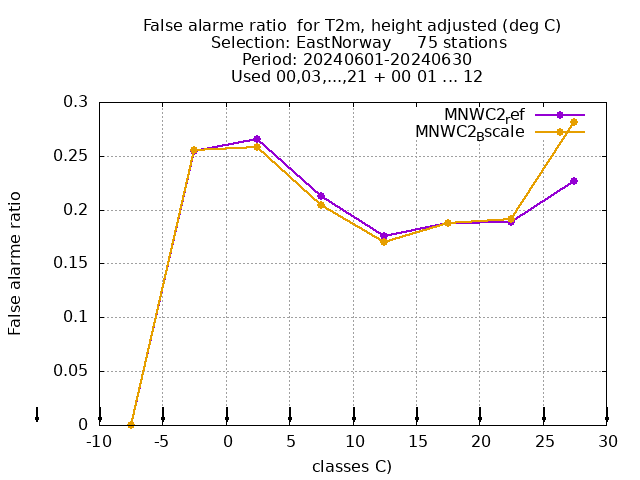 False alarme ratio  for T2m, height adjusted (deg C)
Selection: EastNorway     75 stations
Period: 20240601-20240630
Used 00,03,...,21 + 00 01 ... 12
MNWC2ref
MNWC2Bscale
False alarme ratio
0.3
0.25
0.2
0.15
0.1
0.05
0
-10 -5 0 5 10 15 20 25 30
classes C)